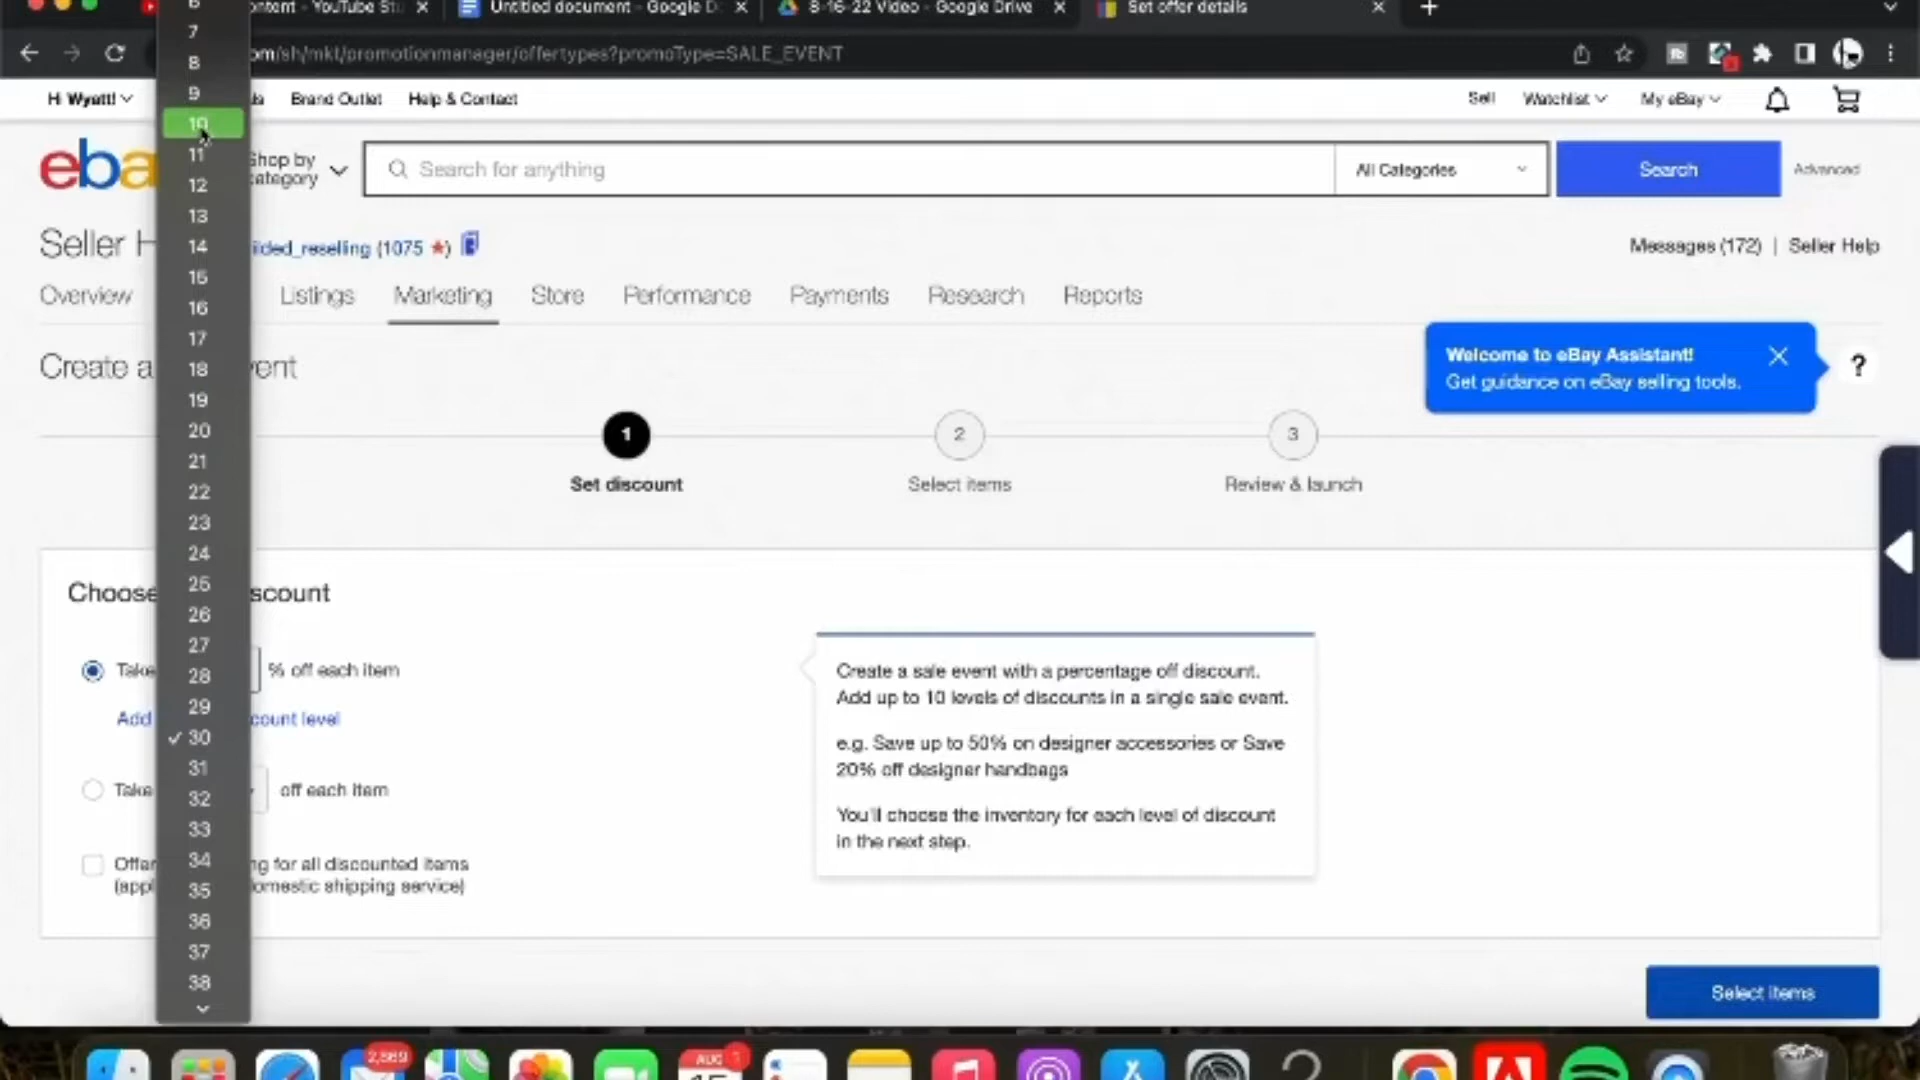 ontent - YouTube Stu
Untitled document - Google D
8-16-22 Video - Google Drive
Set offer details
om/sh/mkt/promotionmanager/offertypes?promoType=SALE_EVENT
Hi Wyatt!
Brand Outlet
Help & Contact
Sell
Watchlist
My eBay
eba
Shop by
category
Search for anything
All Categories
Search
Advanced
Seller H
ilded_reselling (1075 ★)
Messages (172) | Seller Help
Overview
Listings
Marketing
Store
Performance
Payments
Research
Reports
Create a
ent
Welcome to eBay Assistant!
Get guidance on eBay selling tools.
?
1
2
3
Set discount
Select items
Review & launch
Choose
scount
Take
% off each item
Add
count level
Take
off each item
Offer
ng for all discounted items
(appl
omestic shipping service)
Create a sale event with a percentage off discount.
Add up to 10 levels of discounts in a single sale event.
e.g. Save up to 50% on designer accessories or Save
20% off designer handbags
You'll choose the inventory for each level of discount
in the next step.
Select items
6
7
8
9
10
11
12
13
14
15
16
17
18
19
20
21
22
23
24
25
26
27
28
29
✓ 30
31
32
33
34
35
36
37
38
2,869
AUG
1